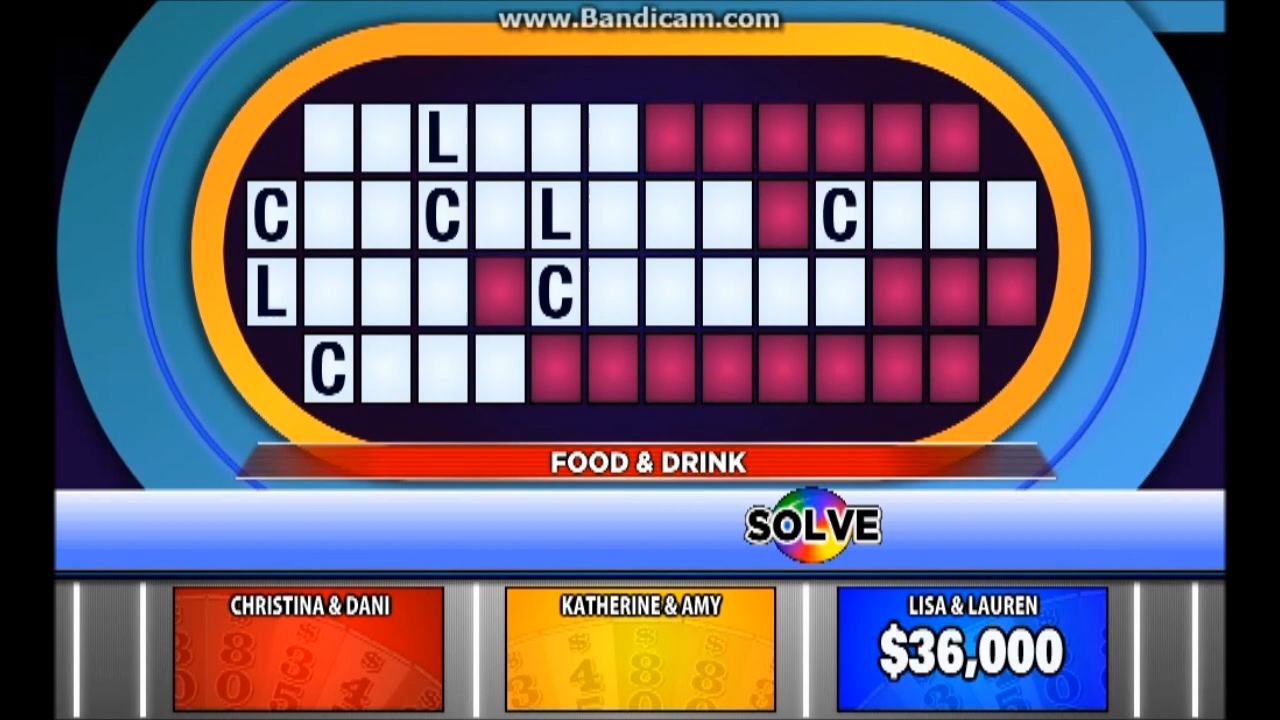 www.Bandicam.com
L
C C L C
L C
C
FOOD & DRINK
SOLVE
CHRISTINA & DANI
KATHERINE & AMY
LISA & LAUREN
$36,000